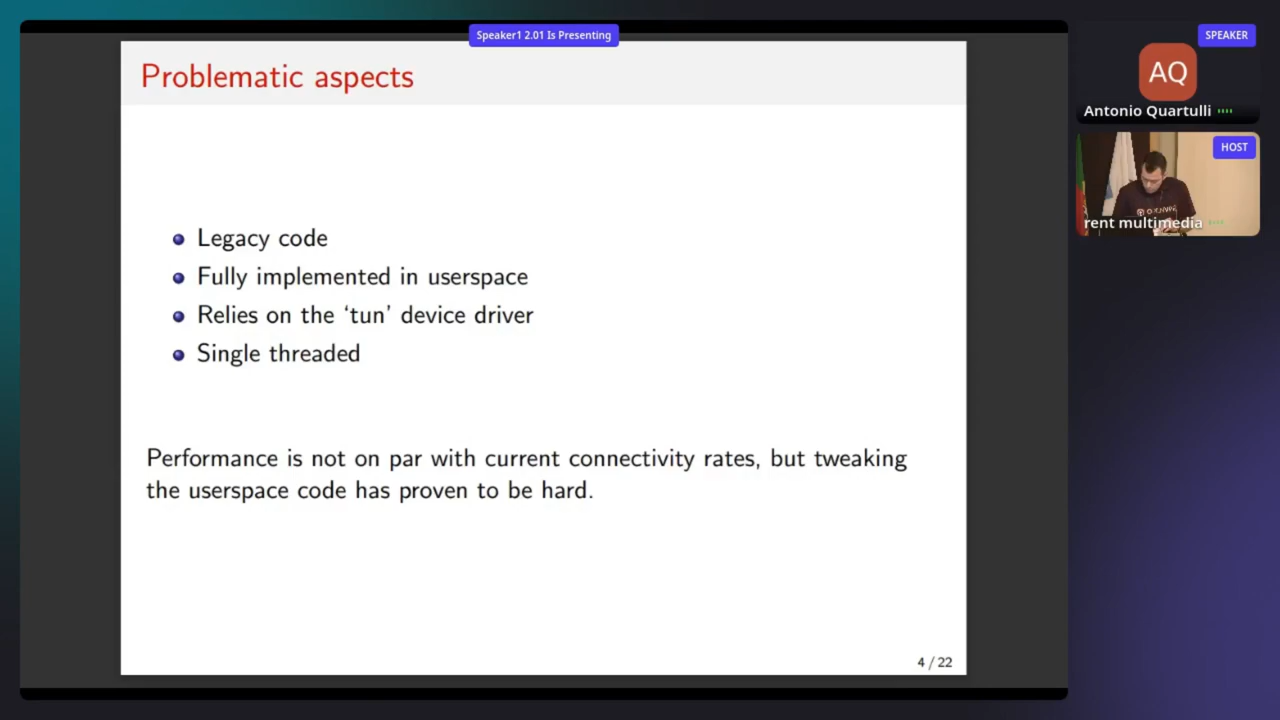 Speaker1 2.01 Is Presenting
Problematic aspects
Legacy code
Fully implemented in userspace
Relies on the ‘tun’ device driver
Single threaded
Performance is not on par with current connectivity rates, but tweaking
the userspace code has proven to be hard.
4 / 22
SPEAKER
AQ
Antonio Quartulli
HOST
rent multimedia